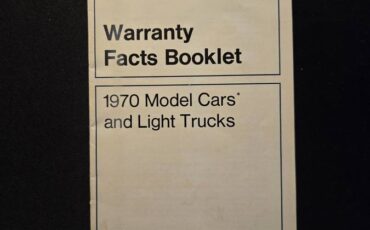 Warranty
Facts Booklet
1970 Model Cars*
and Light Trucks